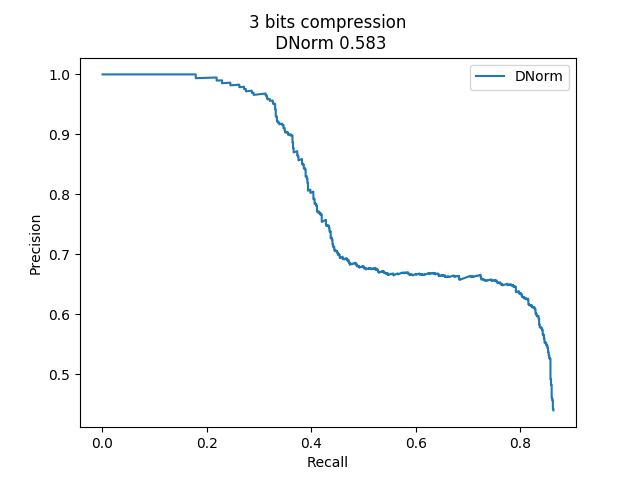 3 bits compression
DNorm 0.583
DNorm
1.0
0.9
0.8
0.7
0.6
0.5
Precision
0.0 0.2 0.4 0.6 0.8
Recall